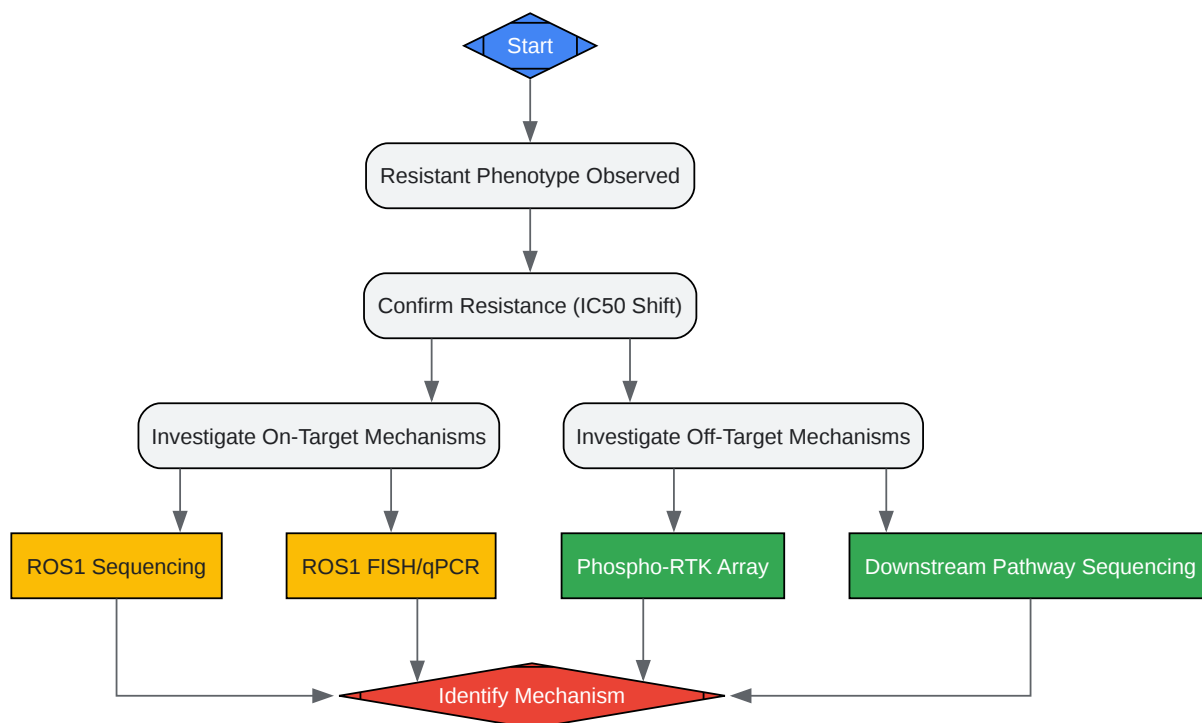 Start
Resistant Phenotype Observed
Confirm Resistance (IC50 Shift)
Investigate On-Target Mechanisms
Investigate Off-Target Mechanisms
ROS1 Sequencing
ROS1 FISH/qPCR
Phospho-RTK Array
Downstream Pathway Sequencing
Identify Mechanism